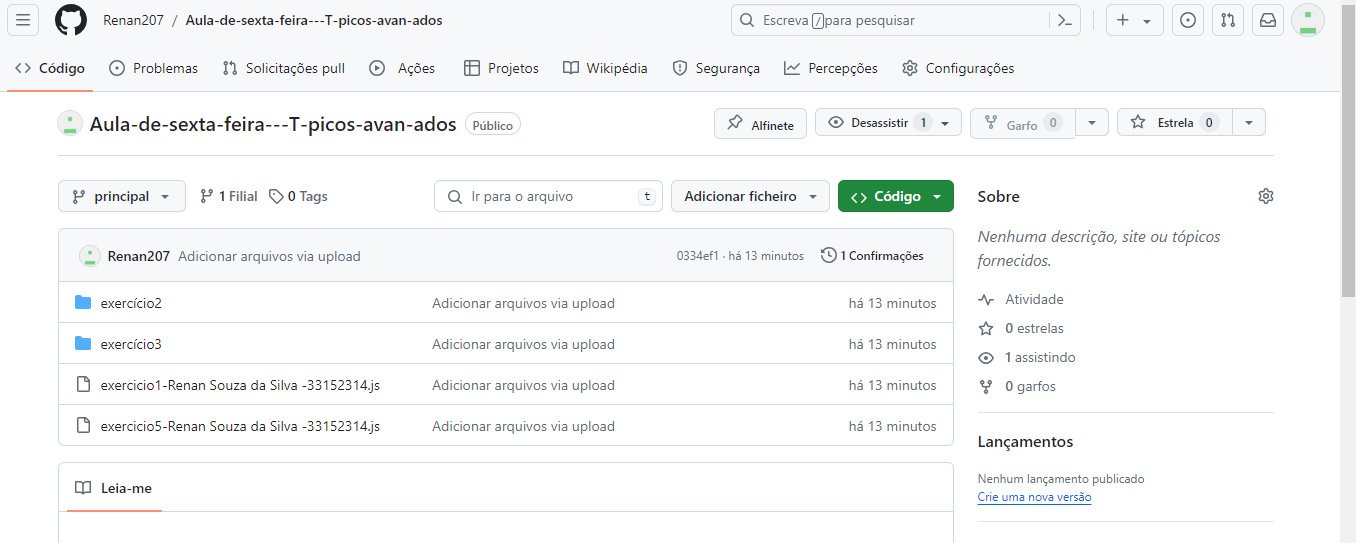 Renan207 / Aula-de-sexta-feira---T-picos-avan-ados
Escreva / para pesquisar
Código Problemas Solicitações pull Ações Projetos Wikipédia Segurança Percepções Configurações
Aula-de-sexta-feira---T-picos-avan-ados Público
Alfinete Desassistir 1 Garfo 0 Estrela 0
principal 1 Filial 0 Tags Ir para o arquivo t Adicionar ficheiro Código
Renan207 Adicionar arquivos via upload 0334ef1 · há 13 minutos 1 Confirmações
exercício2 Adicionar arquivos via upload há 13 minutos
exercício3 Adicionar arquivos via upload há 13 minutos
exercicio1-Renan Souza da Silva -33152314.js Adicionar arquivos via upload há 13 minutos
exercicio5-Renan Souza da Silva -33152314.js Adicionar arquivos via upload há 13 minutos
Leia-me
Sobre
Nenhuma descrição, site ou tópicos
fornecidos.
Atividade
0 estrelas
1 assistindo
0 garfos
Lançamentos
Nenhum lançamento publicado
Crie uma nova versão